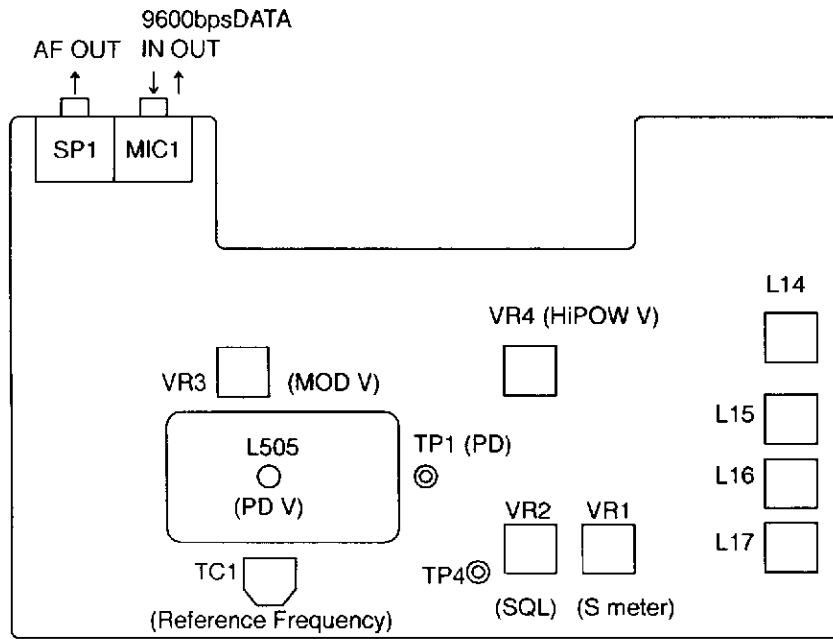 9600bpsDATA
AF OUT IN OUT
SP1 MIC1
L14
VR4 (HiPOW V)
VR3 (MOD V)
L15
L505
TP1 (PD)
(PD V)
L16
VR2 VR1
L17
TC1
TP4
(Reference Frequency)
(SQL) (S meter)